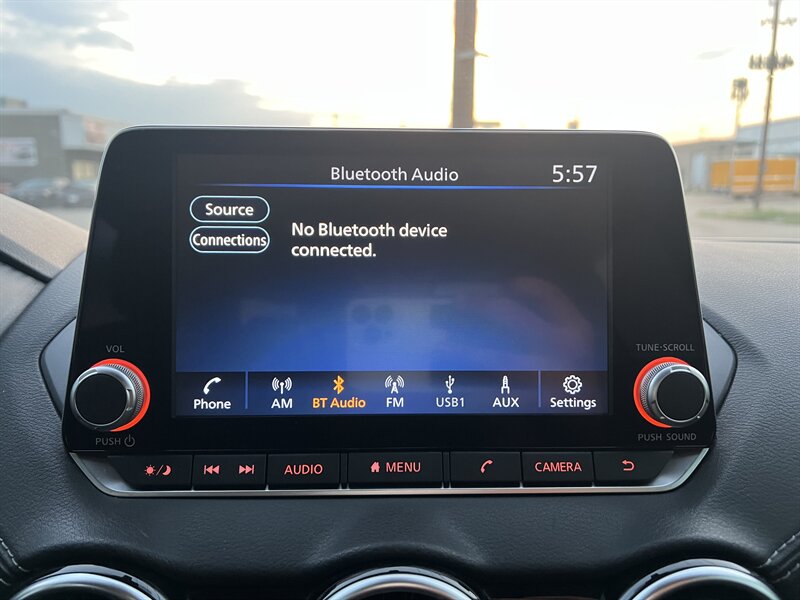 Bluetooth Audio
5:57
Source
Connections
No Bluetooth device
connected.
VOL
TUNE·SCROLL
PUSH
PUSH SOUND
Phone
AM
BT Audio
FM
USB1
AUX
Settings
AUDIO
MENU
CAMERA